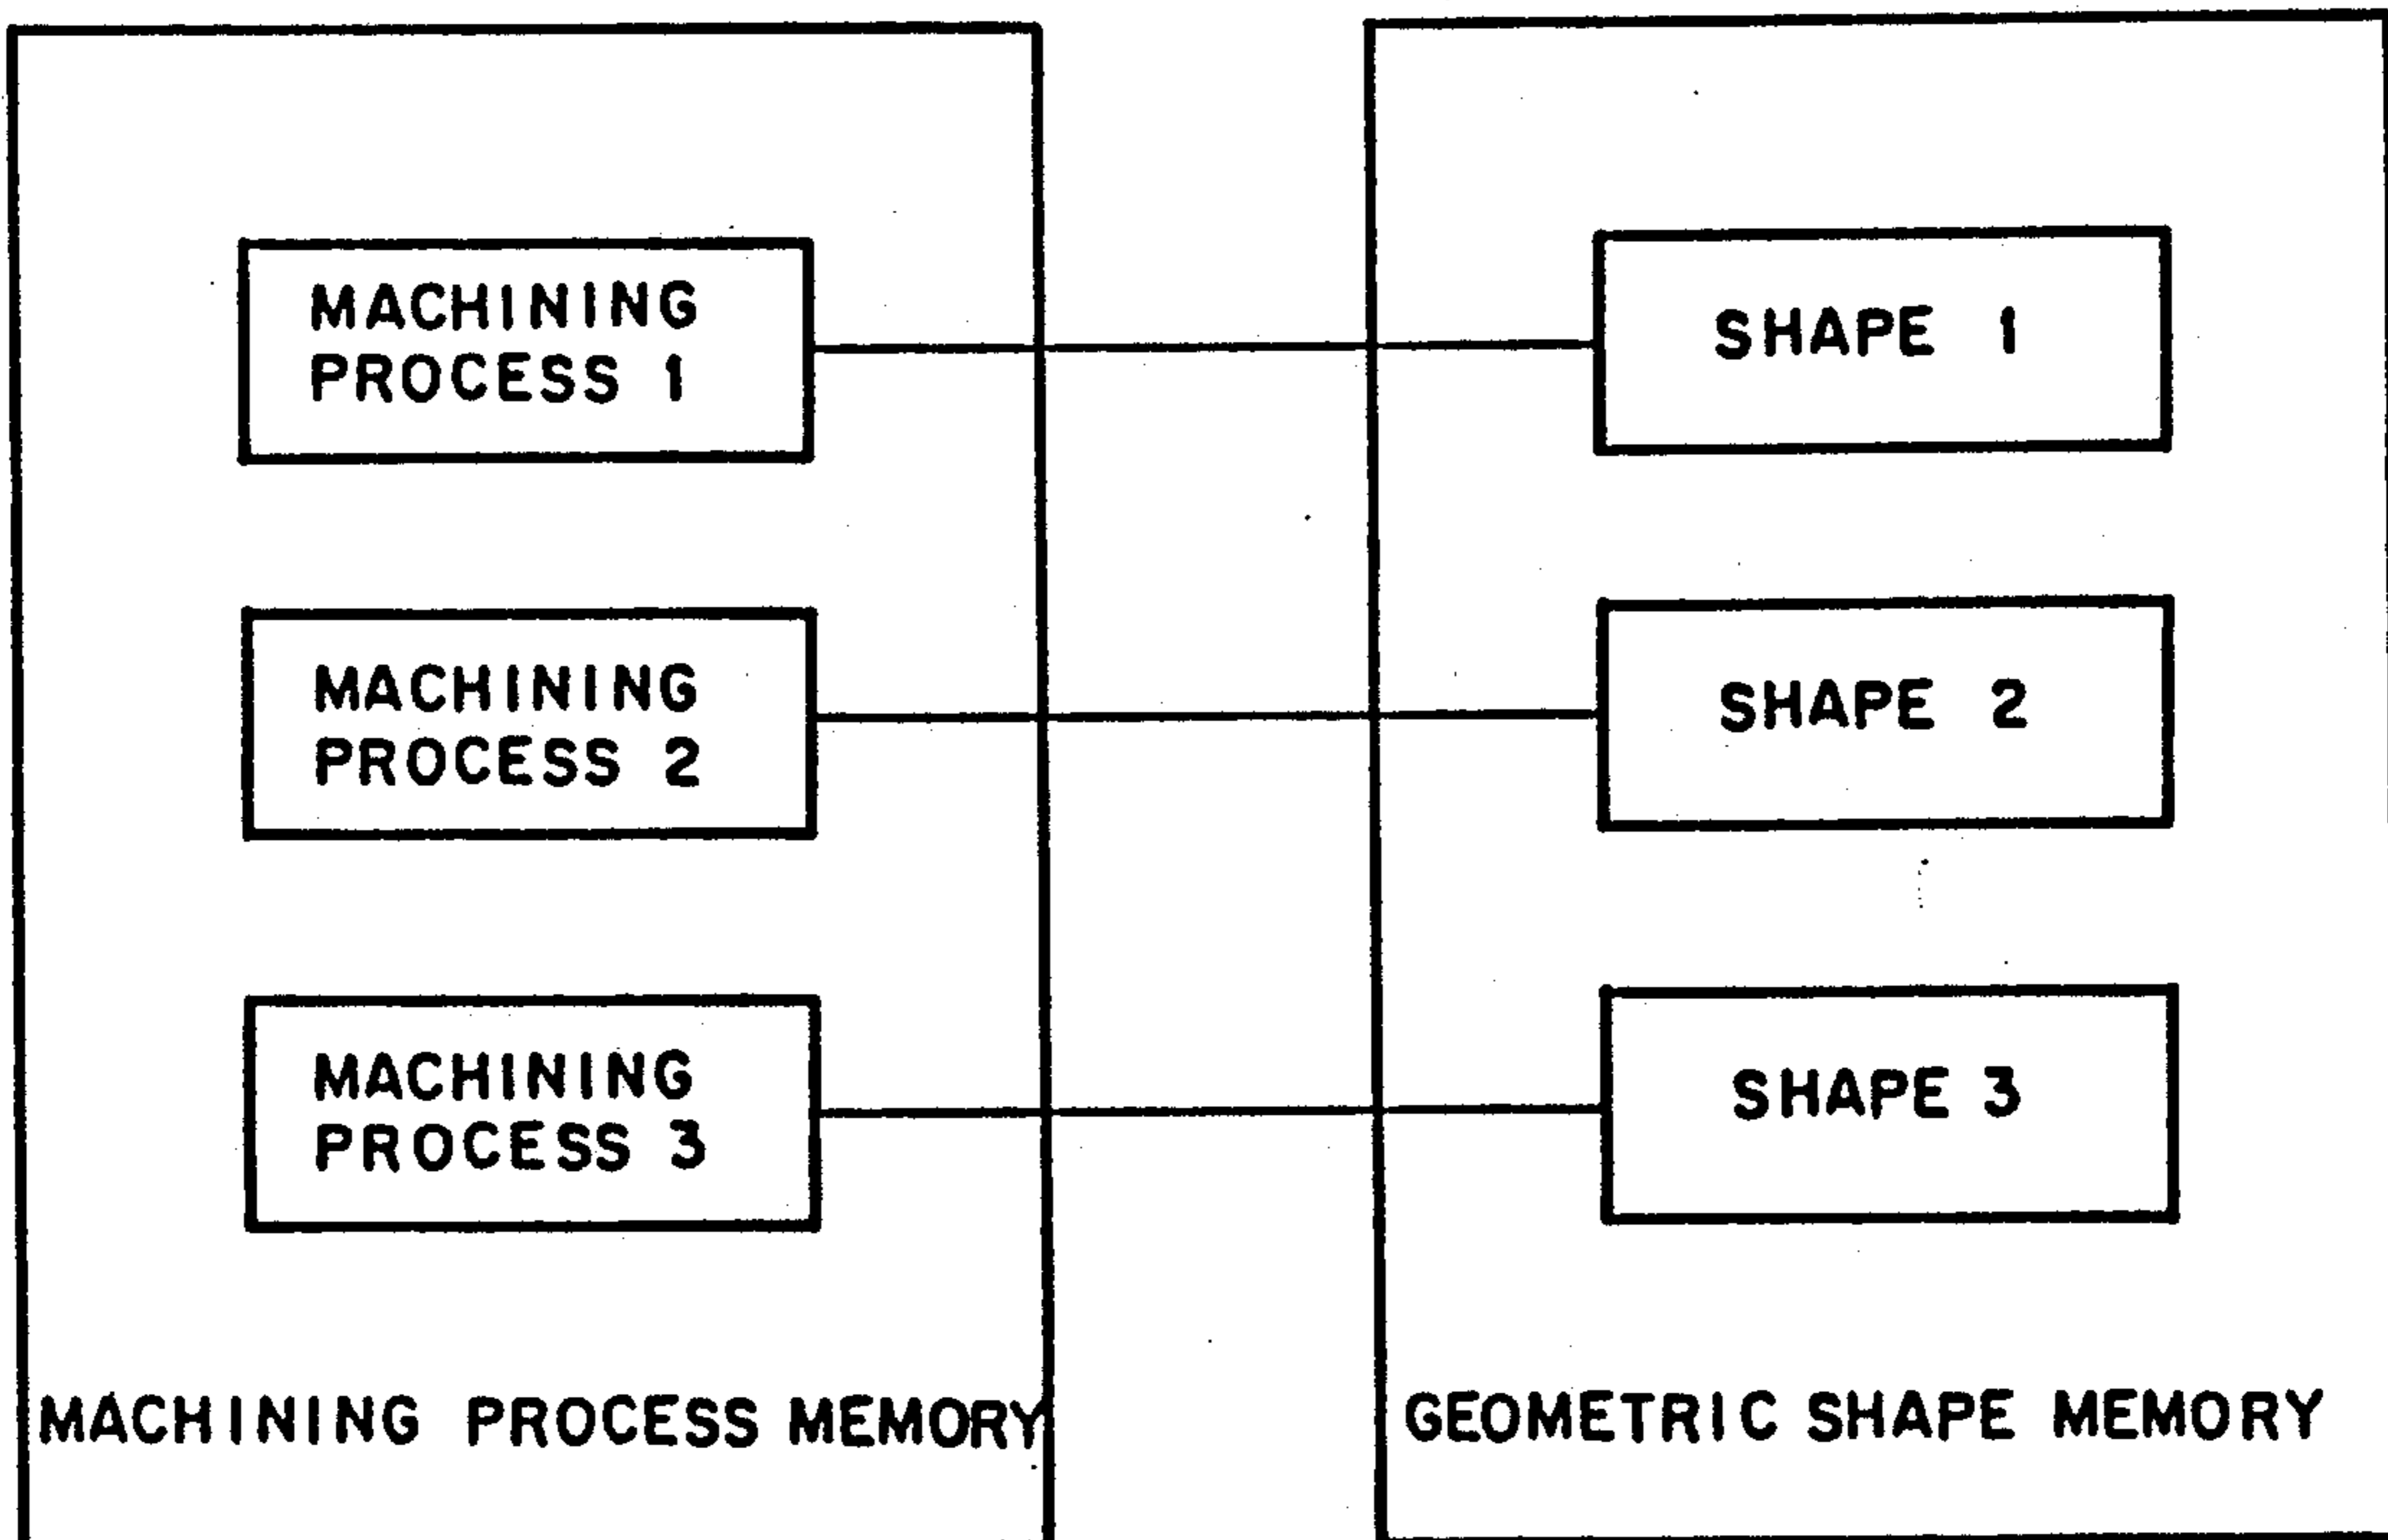 MACHINING
PROCESS 1
SHAPE 1
MACHINING
PROCESS 2
SHAPE 2
MACHINING
PROCESS 3
SHAPE 3
MACHINING PROCESS MEMORY
GEOMETRIC SHAPE MEMORY